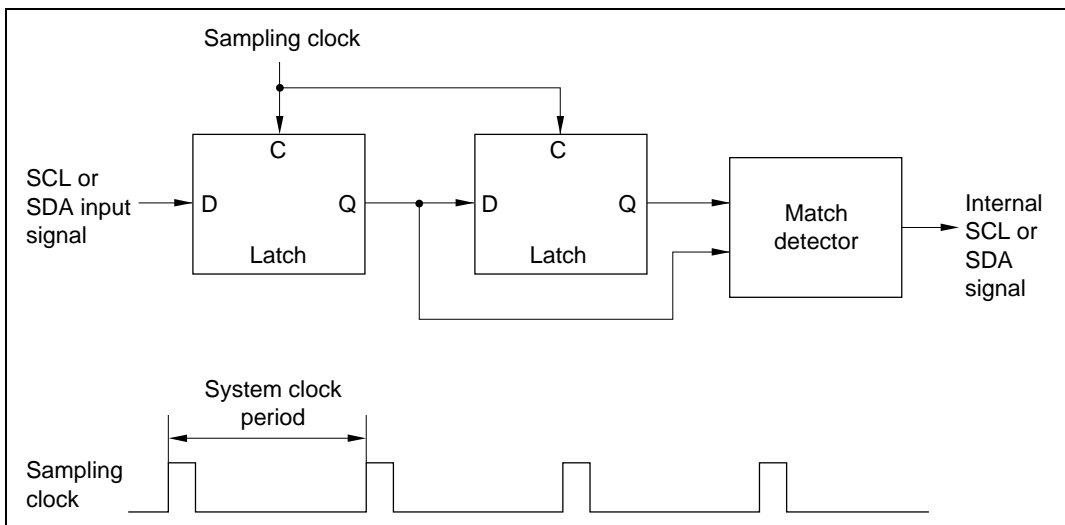 Sampling clock
C
C
SCL or
SDA input
signal
D
Q
D
Q
Latch
Latch
Match
detector
Internal
SCL or
SDA
signal
System clock
period
Sampling
clock